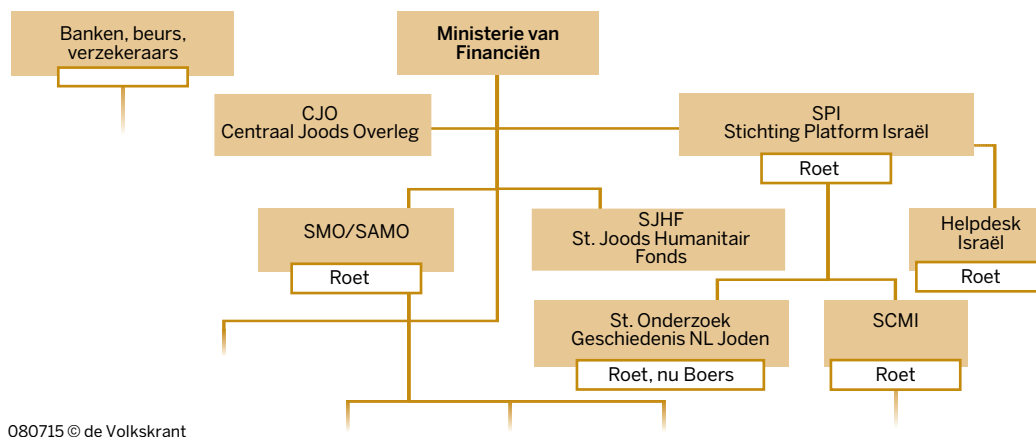 Banken, beurs,
verzekeraars
Ministerie van
Financiën
CJO
Centraal Joods Overleg
SPI
Stichting Platform Israël
Roet
SMO/SAMO
Roet
SJHF
St. Joods Humanitair
Fonds
Helpdesk
Israël
Roet
St. Onderzoek
Geschiedenis NL Joden
Roet, nu Boers
SCMI
Roet
080715 © de Volkskrant